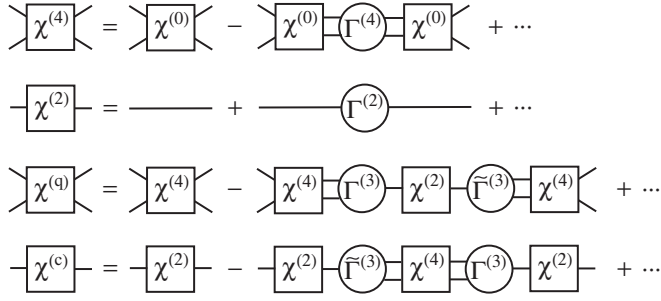 χ⁽⁴⁾ = χ⁽⁰⁾ − χ⁽⁰⁾ Γ⁽⁴⁾ χ⁽⁰⁾ + ···
χ⁽²⁾ = + Γ⁽²⁾ + ···
χ⁽q⁾ = χ⁽⁴⁾ − χ⁽⁴⁾ Γ⁽³⁾ χ⁽²⁾ Γ̃⁽³⁾ χ⁽⁴⁾ + ···
χ⁽c⁾ = χ⁽²⁾ − χ⁽²⁾ Γ̃⁽³⁾ χ⁽⁴⁾ Γ⁽³⁾ χ⁽²⁾ + ···